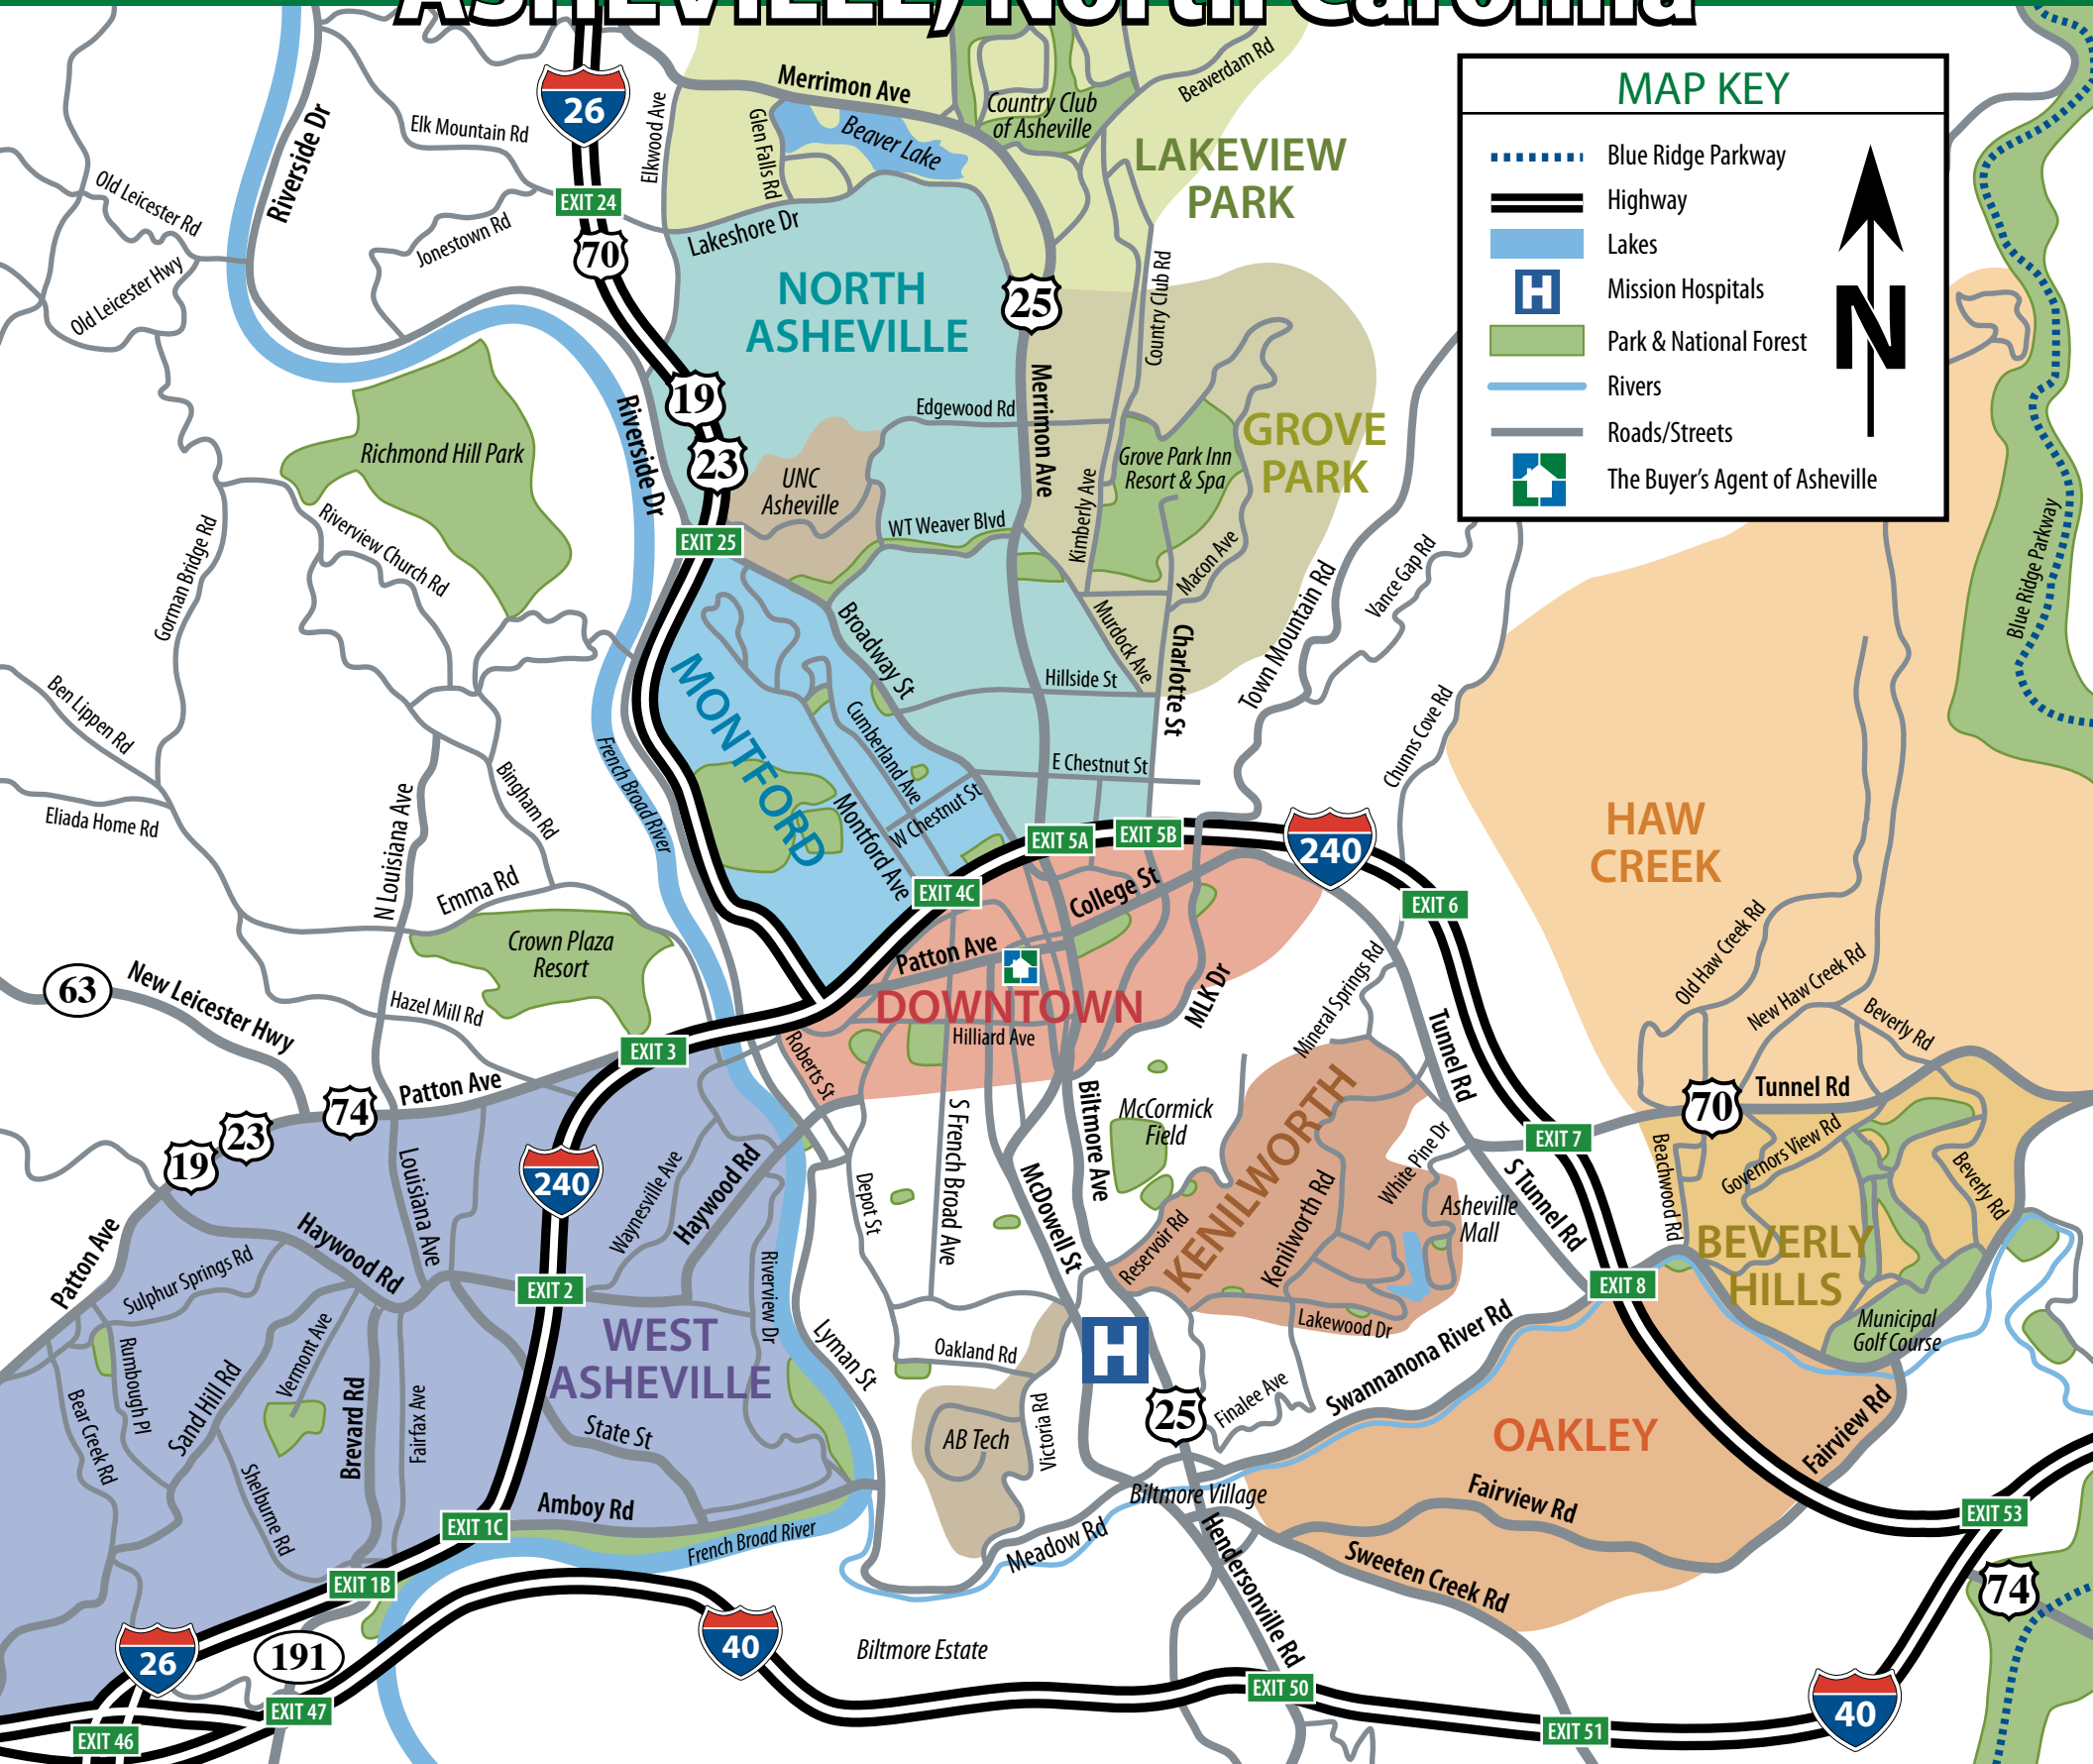 ASHEVILLE, North Carolina
MAP KEY
Blue Ridge Parkway
Highway
Lakes
H
Mission Hospitals
Park & National Forest
Rivers
Roads/Streets
The Buyer's Agent of Asheville
N
26
Merrimon Ave
Beaverdam Rd
Country Club
of Asheville
Elk Mountain Rd
Elkwood Ave
Glen Falls Rd
Beaver Lake
LAKEVIEW
PARK
Riverside Dr
Old Leicester Rd
EXIT 24
70
Jonestown Rd
Lakeshore Dr
Old Leicester Hwy
NORTH
ASHEVILLE
25
Country Club Rd
19
23
Riverside Dr
Edgewood Rd
Merrimon Ave
GROVE
PARK
Grove Park Inn
Resort & Spa
Richmond Hill Park
UNC
Asheville
Kimberly Ave
WT Weaver Blvd
EXIT 25
Macon Ave
Riverview Church Rd
Gorman Bridge Rd
Vance Gap Rd
Town Mountain Rd
Blue Ridge Parkway
Murdock Ave
Charlotte St
Broadway St
Hillside St
MONTFORD
Cumberland Ave
Ben Lippen Rd
Chunns Cove Rd
French Broad River
E Chestnut St
Bingham Rd
N Louisiana Ave
Montford Ave
W Chestnut St
Eliada Home Rd
EXIT 5A
EXIT 5B
240
HAW
CREEK
Emma Rd
EXIT 4C
College St
EXIT 6
Crown Plaza
Resort
Patton Ave
Old Haw Creek Rd
New Haw Creek Rd
63
New Leicester Hwy
Hazel Mill Rd
DOWNTOWN
MLK Dr
Mineral Springs Rd
Beverly Rd
Hilliard Ave
EXIT 3
Roberts St
Tunnel Rd
Tunnel Rd
70
Patton Ave
74
23
19
McCormick
Field
KENILWORTH
White Pine Dr
EXIT 7
Governors View Rd
Beachwood Rd
Beverly Rd
S French Broad Ave
Biltmore Ave
240
Louisiana Ave
Waynesville Ave
Haywood Rd
Depot St
McDowell St
Reservoir Rd
Kenilworth Rd
Asheville
Mall
S Tunnel Rd
BEVERLY
HILLS
Patton Ave
Haywood Rd
Sulphur Springs Rd
EXIT 2
Riverview Dr
EXIT 8
Municipal
Golf Course
WEST
ASHEVILLE
Lakewood Dr
Swannanona River Rd
Lyman St
Oakland Rd
H
Rumbough Pl
Vermont Ave
Sand Hill Rd
Bear Creek Rd
Brevard Rd
Fairfax Ave
State St
AB Tech
Victoria Rd
25
Finalee Ave
OAKLEY
Fairview Rd
Shelburne Rd
Biltmore Village
Fairview Rd
Amboy Rd
EXIT 1C
French Broad River
Meadow Rd
Hendersonville Rd
EXIT 53
Sweeten Creek Rd
74
EXIT 1B
26
191
40
Biltmore Estate
EXIT 50
40
EXIT 47
EXIT 46
EXIT 51